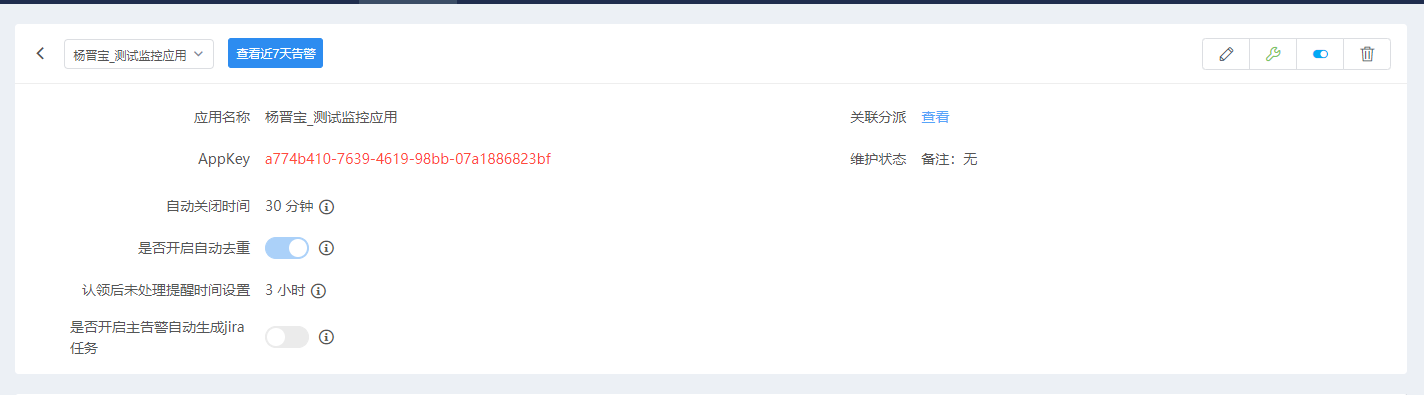 杨晋宝_测试监控应用
查看近7天告警
应用名称 杨晋宝_测试监控应用
关联分派 查看
AppKey a774b410-7639-4619-98bb-07a1886823bf
维护状态 备注：无
自动关闭时间 30 分钟
是否开启自动去重
认领后未处理提醒时间设置 3 小时
是否开启主告警自动生成jira
任务